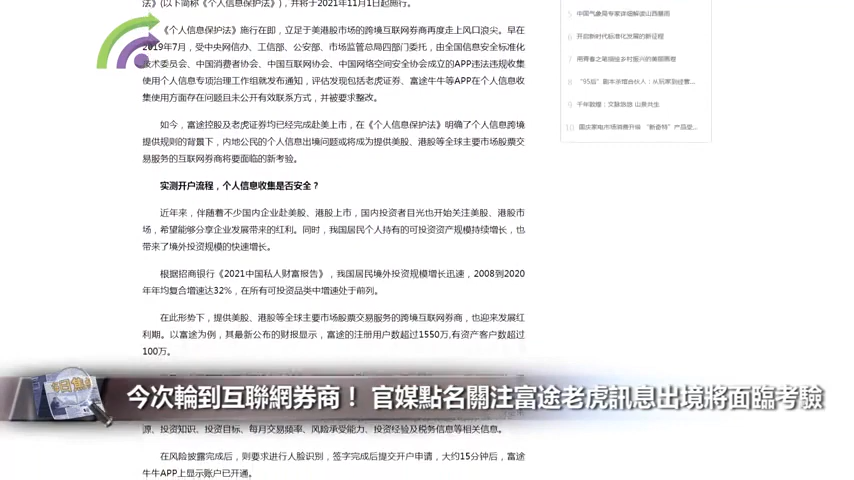 法》(以下简称《个人信息保护法》)，并将于2021年11月1日起施行。
《个人信息保护法》施行在即，立足于美港股市场的跨境互联网券商再度走上风口浪尖。早在
2019年7月，受中央网信办、工信部、公安部、市场监管总局四部门委托，由全国信息安全标准化
技术委员会、中国消费者协会、中国互联网协会、中国网络空间安全协会成立的APP违法违规收集
使用个人信息专项治理工作组就发布通知，评估发现包括老虎证券、富途牛牛等APP在个人信息收
集使用方面存在问题且未公开有效联系方式，并被要求整改。
如今，富途控股及老虎证券均已经完成赴美上市，在《个人信息保护法》明确了个人信息跨境
提供规则的背景下，内地公民的个人信息出境问题或将成为提供美股、港股等全球主要市场股票交
易服务的互联网券商将要面临的新考验。
实测开户流程，个人信息收集是否安全？
近年来，伴随着不少国内企业赴美股、港股上市，国内投资者目光也开始关注美股、港股市
场，希望能够分享企业发展带来的红利。同时，我国居民个人持有的可投资资产规模持续增长，也
带来了境外投资规模的快速增长。
根据招商银行《2021中国私人财富报告》，我国居民境外投资规模增长迅速，2008到2020
年年均复合增速达32%，在所有可投资品类中增速处于前列。
在此形势下，提供美股、港股等全球主要市场股票交易服务的跨境互联网券商，也迎来发展红
利期。以富途为例，其最新公布的财报显示，富途的注册用户数超过1550万,有资产客户数超过
100万。
今次輪到互聯網券商！ 官媒點名關注富途老虎訊息出境將面臨考驗
源、投资知识、投资目标、每月交易频率、风险承受能力、投资经验及税务信息等相关信息。
在风险披露完成后，则要求进行人脸识别，签字完成后提交开户申请，大约15分钟后，富途
牛牛APP上显示账户已开通。
5 中国气象局专家详细解读山西暴雨
6 开启新时代标准化发展的新征程
7 用青春之笔描绘乡村振兴的美丽画卷
8 “95后”剧本杀馆合伙人：从玩家到经营...
9 千年敦煌：文脉悠悠 山景共生
10 国庆家电市场消费升级 “新奇特”产品受...